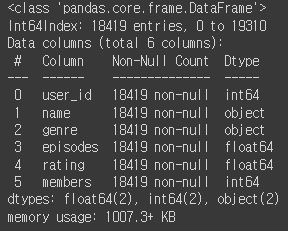 <class 'pandas.core.frame.DataFrame'>
Int64Index: 18419 entries, 0 to 19310
Data columns (total 6 columns):
 #   Column    Non-Null Count  Dtype
---  ------    --------------  -----
 0   user_id   18419 non-null  int64
 1   name      18419 non-null  object
 2   genre     18419 non-null  object
 3   episodes  18419 non-null  float64
 4   rating    18419 non-null  float64
 5   members   18419 non-null  int64
dtypes: float64(2), int64(2), object(2)
memory usage: 1007.3+ KB